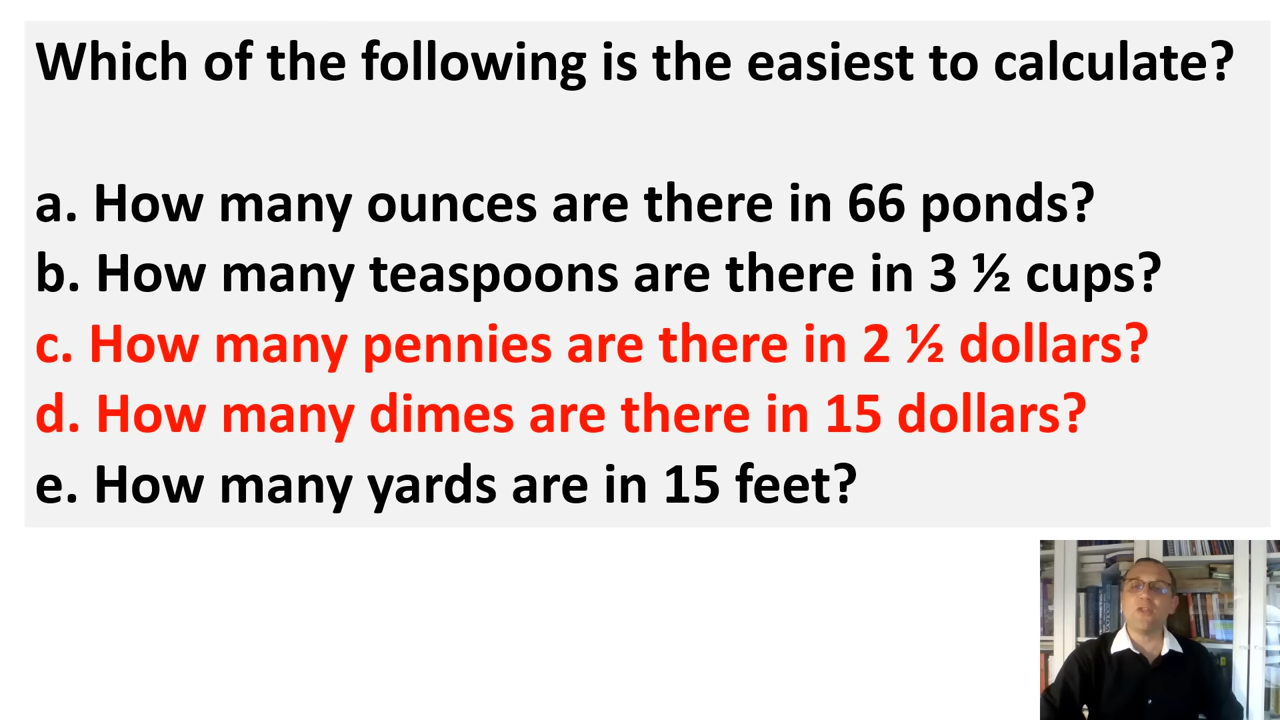 Which of the following is the easiest to calculate?
a. How many ounces are there in 66 ponds?
b. How many teaspoons are there in 3 ½ cups?
c. How many pennies are there in 2 ½ dollars?
d. How many dimes are there in 15 dollars?
e. How many yards are in 15 feet?